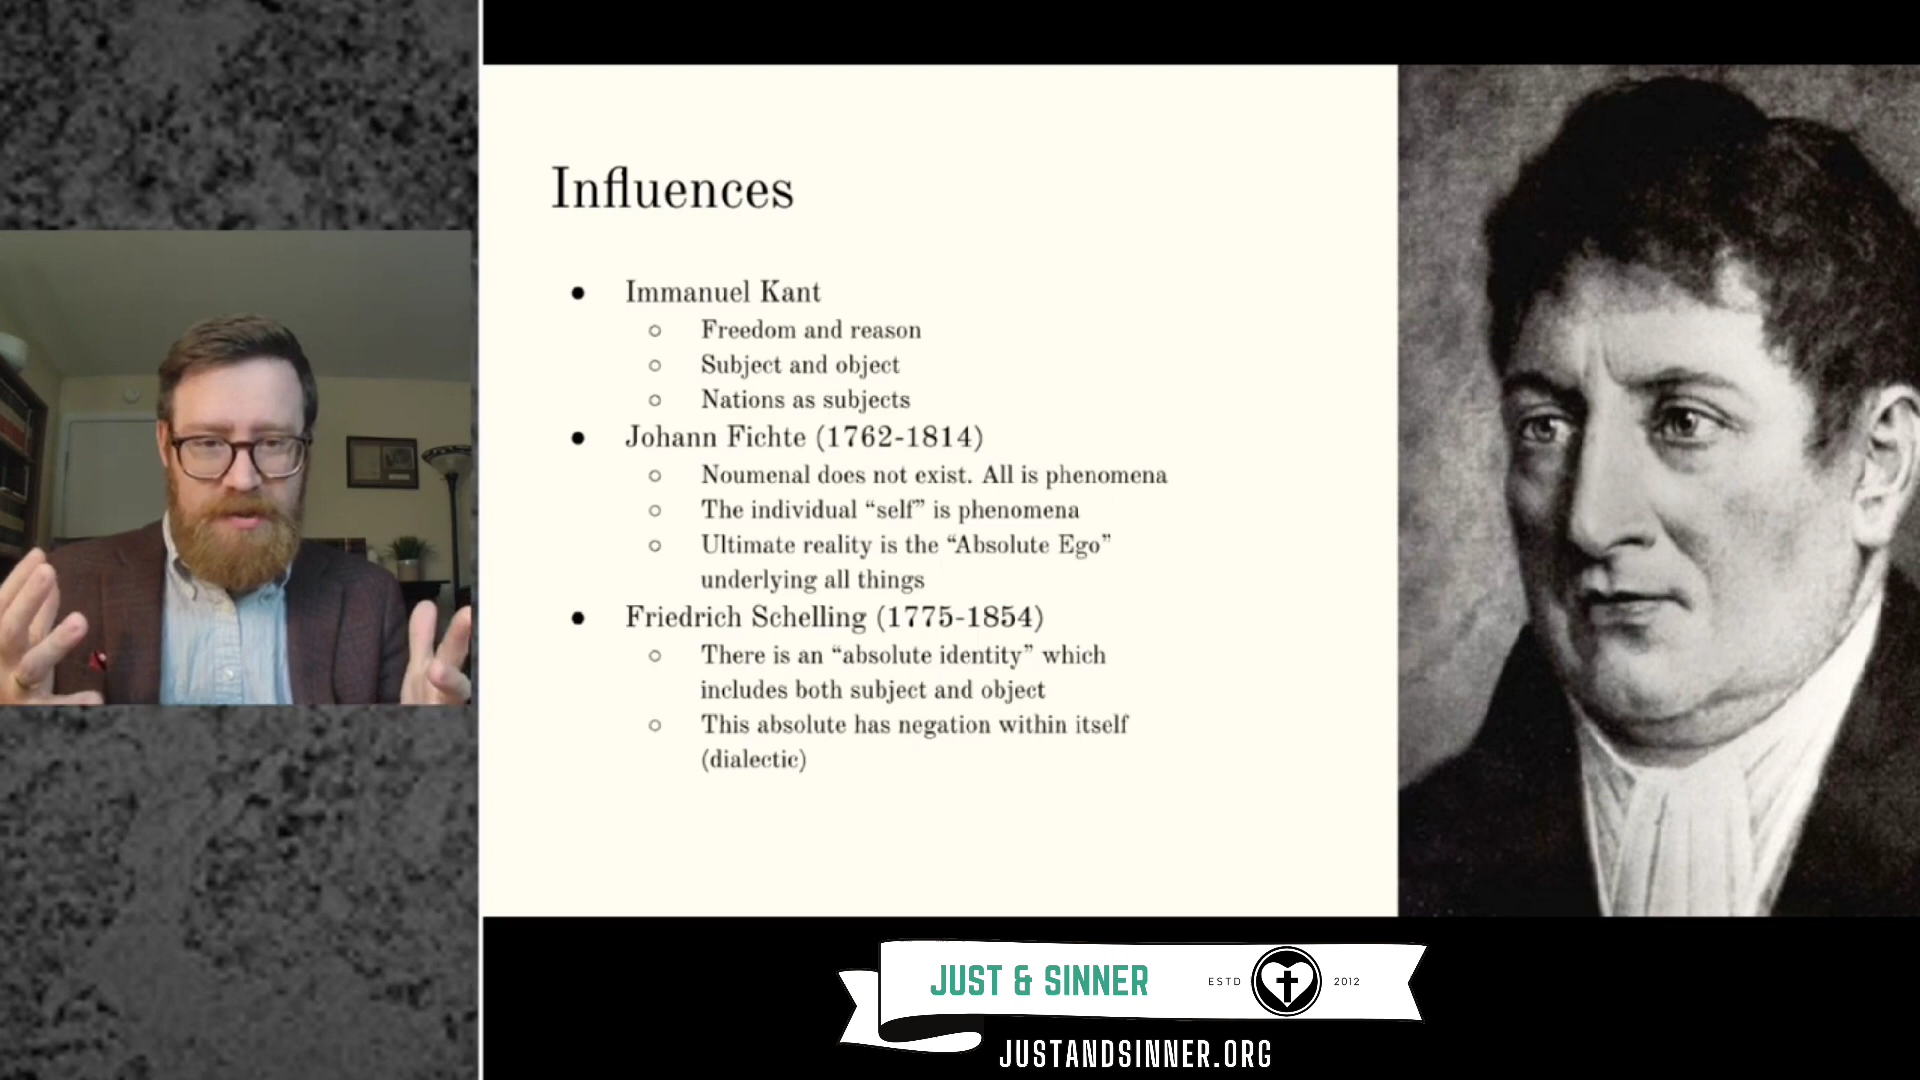 Influences
● Immanuel Kant
○ Freedom and reason
○ Subject and object
○ Nations as subjects
● Johann Fichte (1762-1814)
○ Noumenal does not exist. All is phenomena
○ The individual “self” is phenomena
○ Ultimate reality is the “Absolute Ego”
underlying all things
● Friedrich Schelling (1775-1854)
○ There is an “absolute identity” which
includes both subject and object
○ This absolute has negation within itself
(dialectic)
JUST & SINNER
ESTD 2012
JUSTANDSINNER.ORG